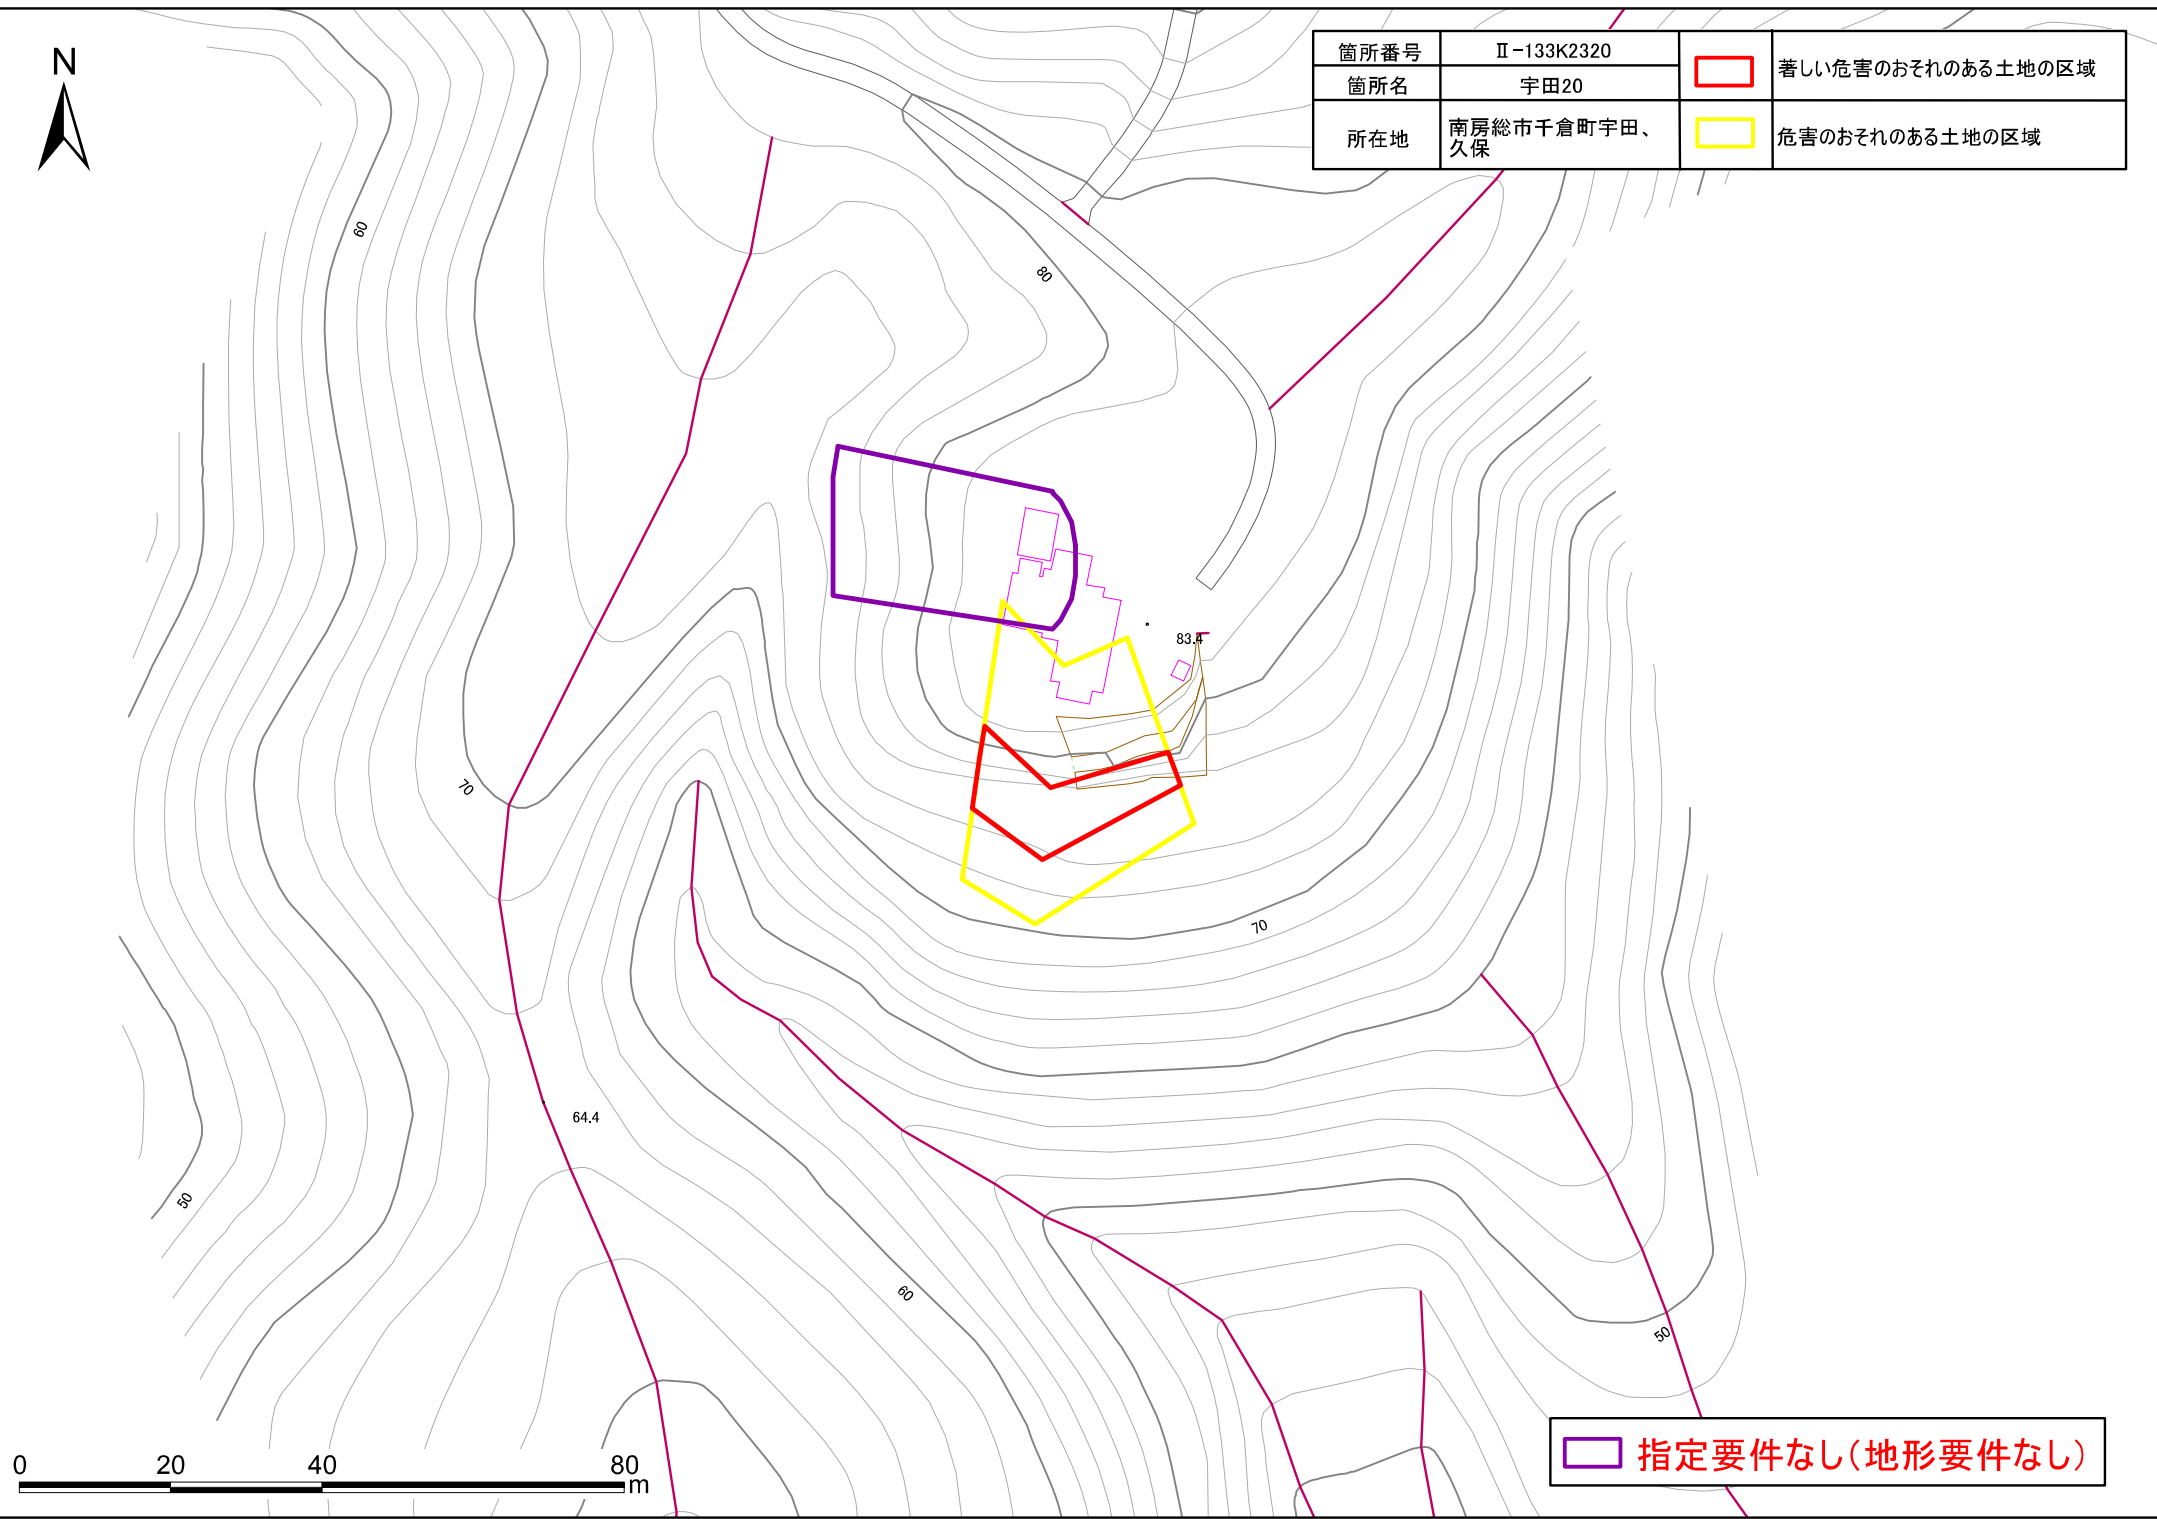 N
箇所番号 Ⅱ-133K2320 著しい危害のおそれのある土地の区域
箇所名 宇田20
所在地 南房総市千倉町宇田、
久保 危害のおそれのある土地の区域
60
80
83.4
70
70
64.4
50
60
50
指定要件なし(地形要件なし)
0 20 40 80
m